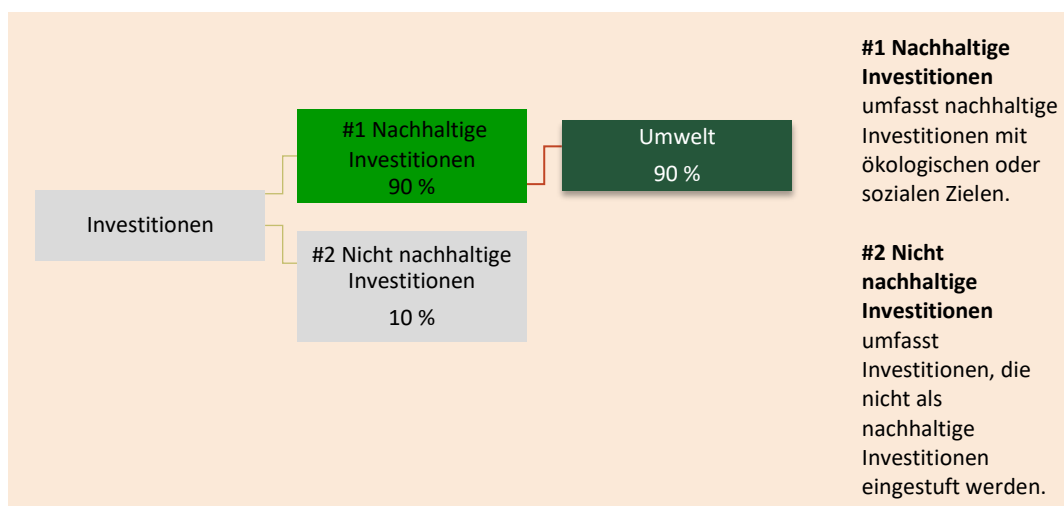 #1 Nachhaltige
Investitionen
90 %
Umwelt
90 %
Investitionen
#2 Nicht nachhaltige
Investitionen
10 %
#1 Nachhaltige
Investitionen
umfasst nachhaltige
Investitionen mit
ökologischen oder
sozialen Zielen.
#2 Nicht
nachhaltige
Investitionen
umfasst
Investitionen, die
nicht als
nachhaltige
Investitionen
eingestuft werden.